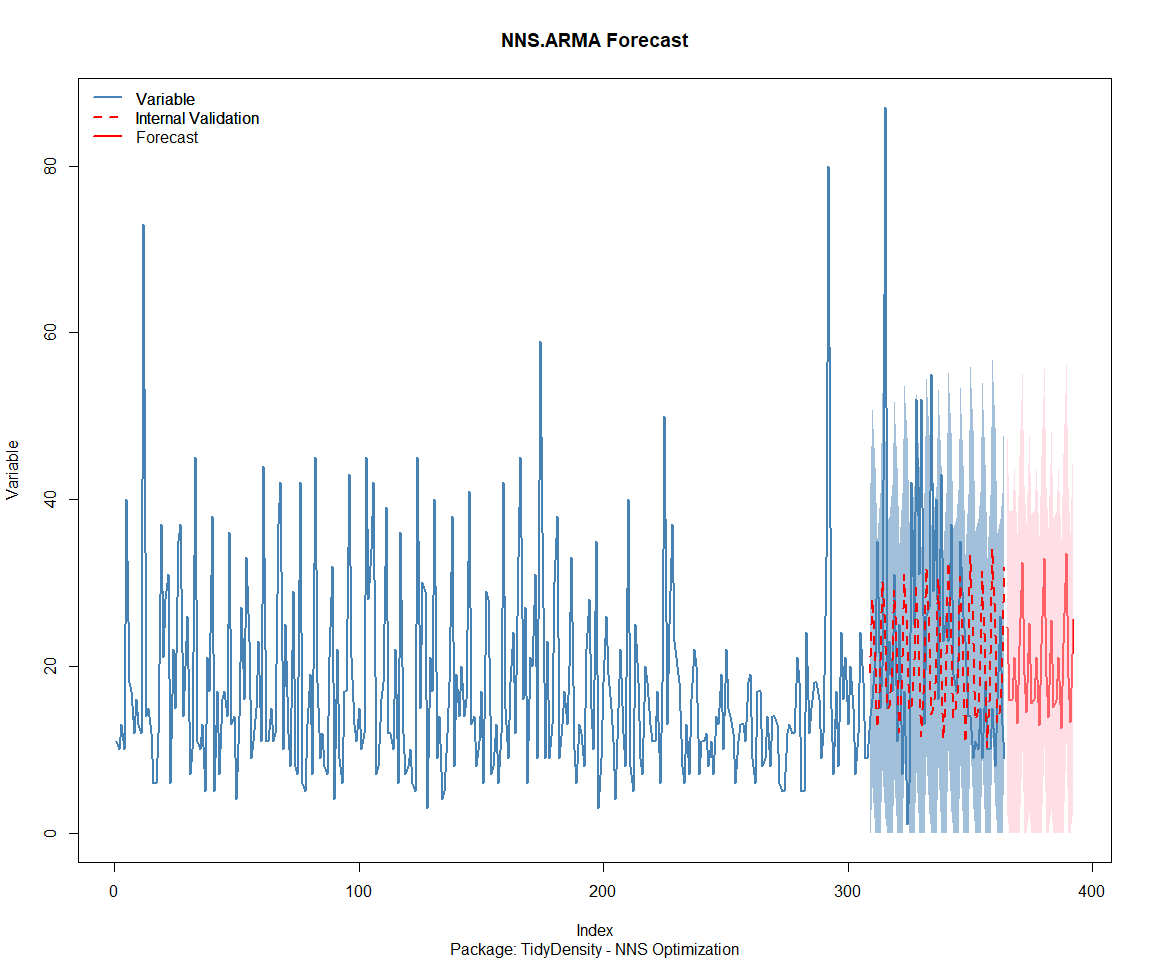 NNS.ARMA Forecast
Variable
Internal Validation
Forecast
80
60
40
20
0
Variable
0 100 200 300 400
Index
Package: TidyDensity - NNS Optimization